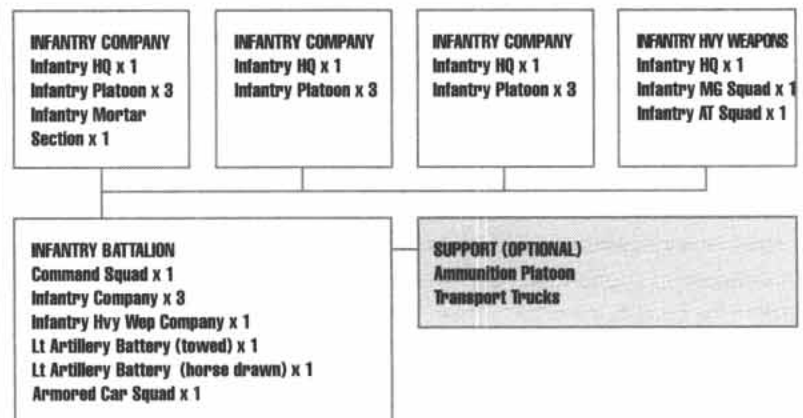 INFANTRY COMPANY
Infantry HQ x 1
Infantry Platoon x 3
Infantry Mortar
Section x 1
INFANTRY COMPANY
Infantry HQ x 1
Infantry Platoon x 3
INFANTRY COMPANY
Infantry HQ x 1
Infantry Platoon x 3
INFANTRY HVY WEAPONS
Infantry HQ x 1
Infantry MG Squad x 1
Infantry AT Squad x 1
INFANTRY BATTALION
Command Squad x 1
Infantry Company x 3
Infantry Hvy Wep Company x 1
Lt Artillery Battery (towed) x 1
Lt Artillery Battery (horse drawn) x 1
Armored Car Squad x 1
SUPPORT (OPTIONAL)
Ammunition Platoon
Transport Trucks